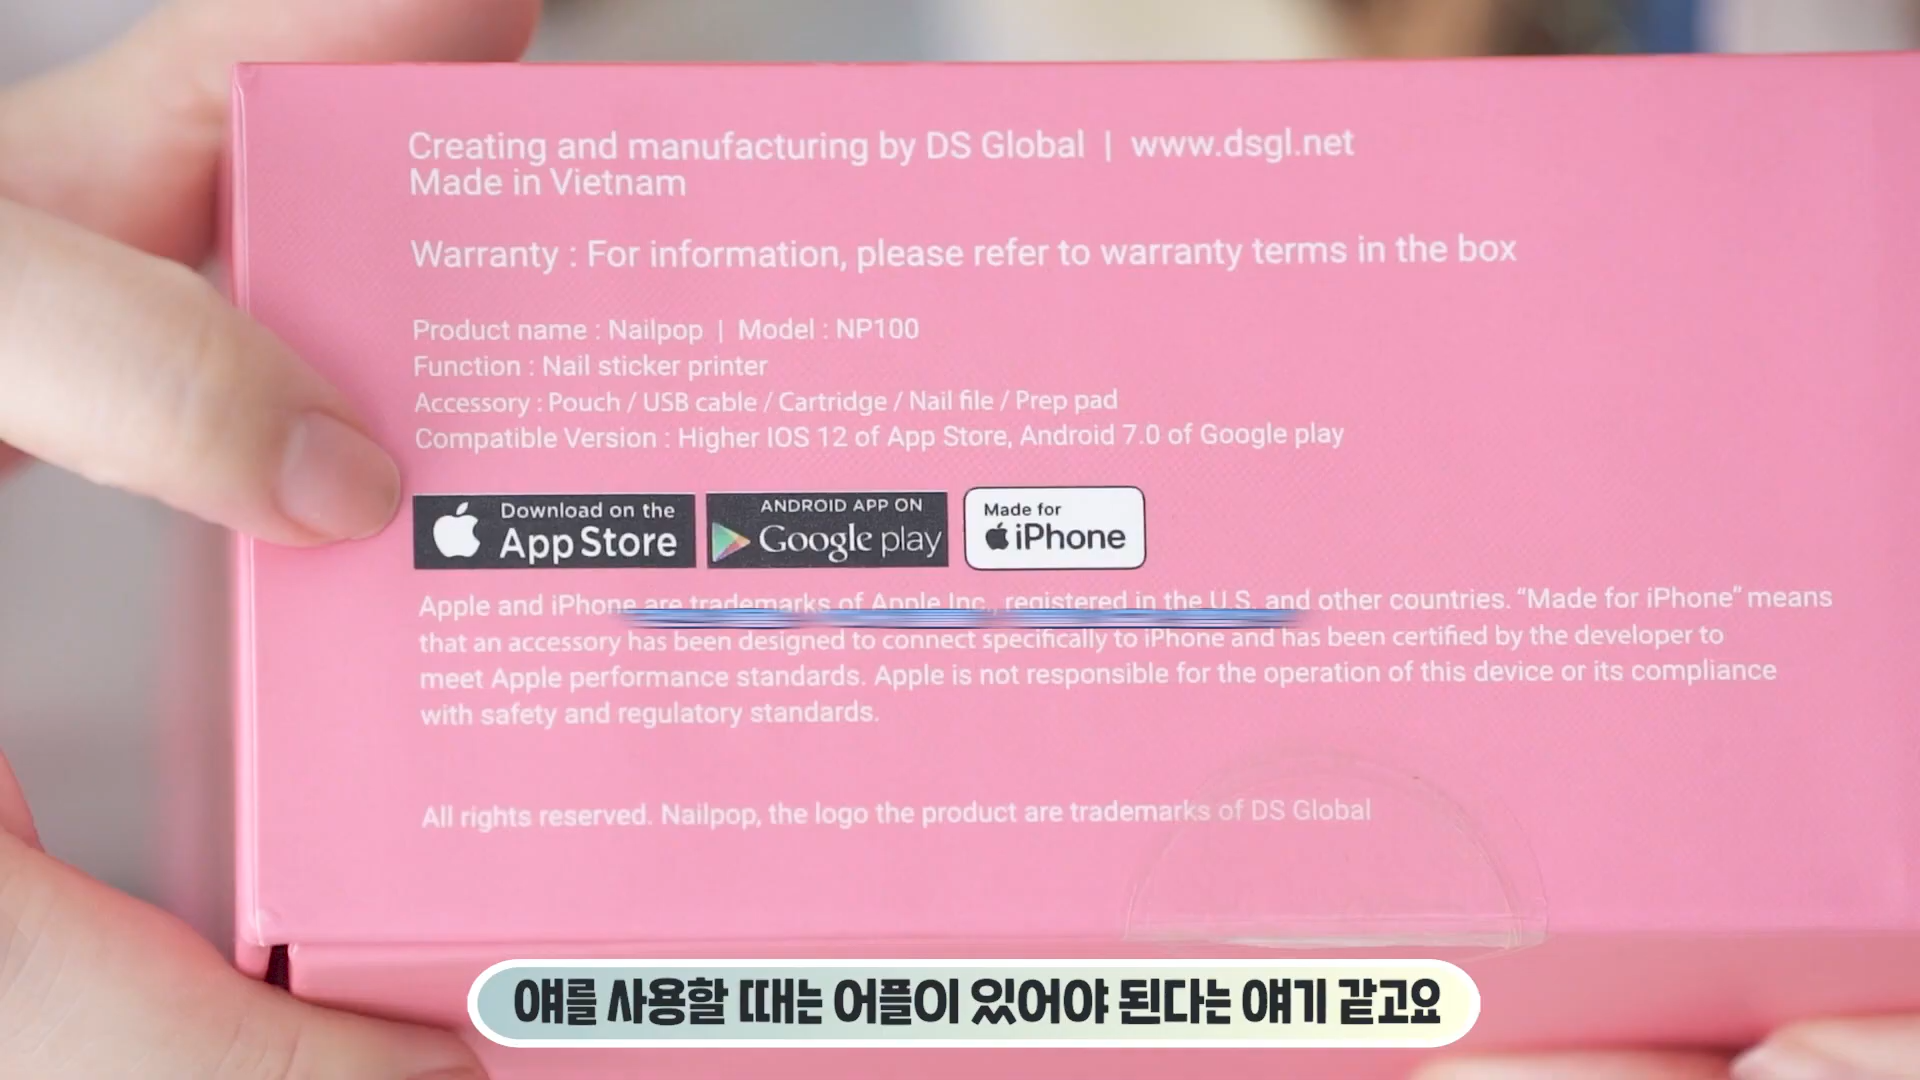 Creating and manufacturing by DS Global | www.dsgl.net
Made in Vietnam
Warranty : For information, please refer to warranty terms in the box
Product name : Nailpop | Model : NP100
Function : Nail sticker printer
Accessory : Pouch / USB cable / Cartridge / Nail file / Prep pad
Compatible Version : Higher IOS 12 of App Store, Android 7.0 of Google play
Download on the
App Store
ANDROID APP ON
Google play
Made for
iPhone
Apple and iPhone are trademarks of Apple Inc., registered in the U.S. and other countries. “Made for iPhone” means
that an accessory has been designed to connect specifically to iPhone and has been certified by the developer to
meet Apple performance standards. Apple is not responsible for the operation of this device or its compliance
with safety and regulatory standards.
All rights reserved. Nailpop, the logo the product are trademarks of DS Global
얘를 사용할 때는 어플이 있어야 된다는 얘기 같고요